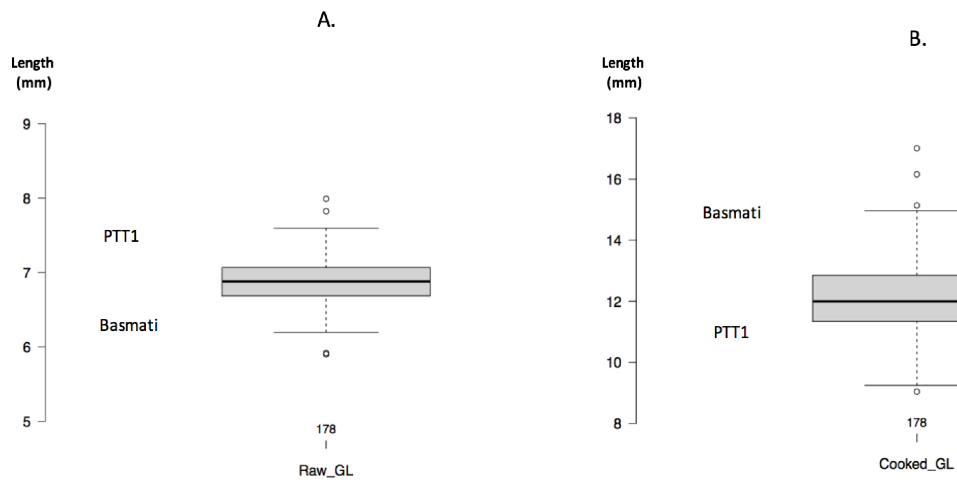 A.
Length
(mm)
9
8
7
6
5
PTT1
Basmati
178
Raw_GL
B.
Length
(mm)
18
16
14
12
10
8
Basmati
PTT1
178
Cooked_GL